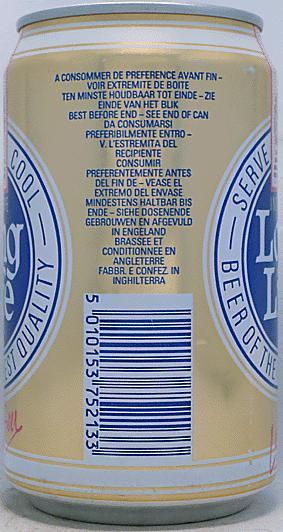 A CONSOMMER DE PREFERENCE AVANT FIN –
VOIR EXTREMITE DE BOITE
TEN MINSTE HOUDBAAR TOT EINDE – ZIE
EINDE VAN HET BLIK
BEST BEFORE END – SEE END OF CAN
DA CONSUMARSI
PREFERIBILMENTE ENTRO –
V. L'ESTREMITA DEL
RECIPIENTE
CONSUMIR
PREFERENTEMENTE ANTES
DEL FIN DE – VEASE EL
EXTREMO DEL ENVASE
MINDESTENS HALTBAR BIS
ENDE – SIEHE DOSENENDE
GEBROUWEN EN AFGEVULD
IN ENGELAND
BRASSEE ET
CONDITIONNEE EN
ANGLETERRE
FABBR. E CONFEZ. IN
INGHILTERRA
5 010153 752133
COOL
EST QUALITY
SERVE
BEER OF THE